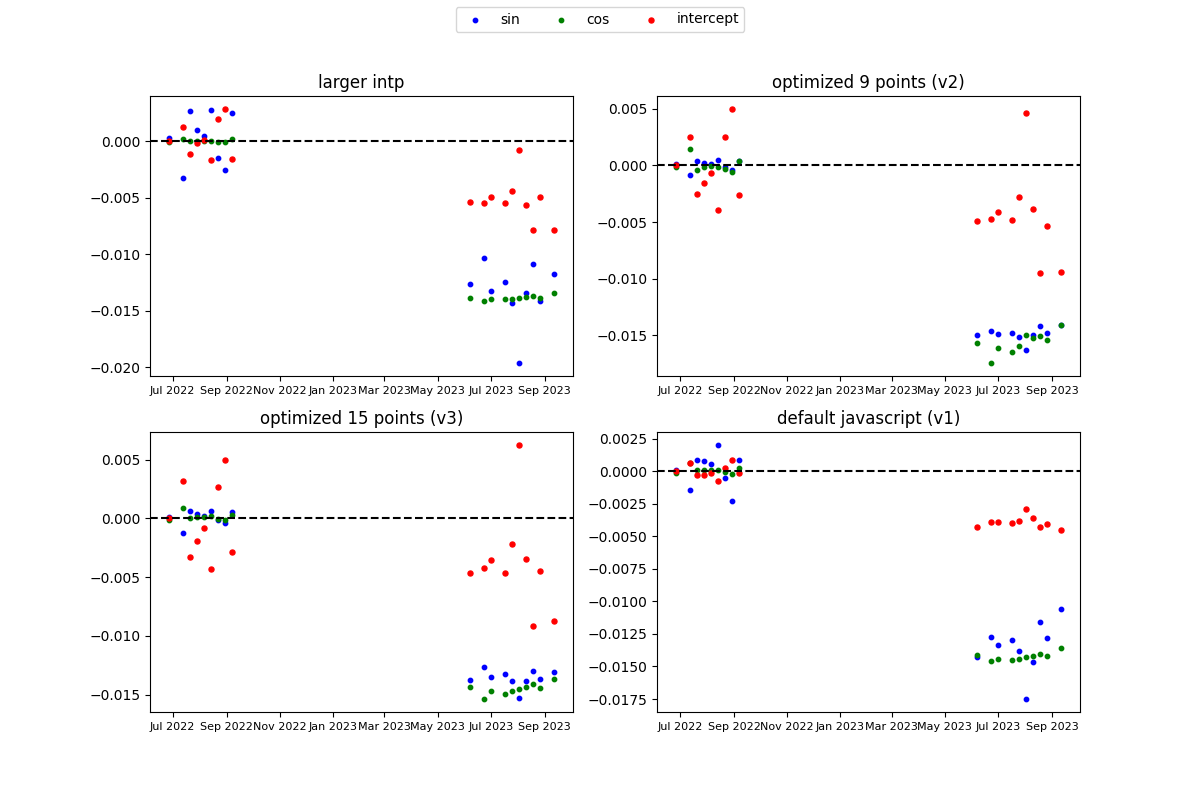 sin cos intercept
larger intp
0.000
−0.005
−0.010
−0.015
−0.020
Jul 2022 Sep 2022 Nov 2022 Jan 2023 Mar 2023 May 2023 Jul 2023 Sep 2023
optimized 9 points (v2)
0.005
0.000
−0.005
−0.010
−0.015
Jul 2022 Sep 2022 Nov 2022 Jan 2023 Mar 2023 May 2023 Jul 2023 Sep 2023
optimized 15 points (v3)
0.005
0.000
−0.005
−0.010
−0.015
Jul 2022 Sep 2022 Nov 2022 Jan 2023 Mar 2023 May 2023 Jul 2023 Sep 2023
default javascript (v1)
0.0025
0.0000
−0.0025
−0.0050
−0.0075
−0.0100
−0.0125
−0.0150
−0.0175
Jul 2022 Sep 2022 Nov 2022 Jan 2023 Mar 2023 May 2023 Jul 2023 Sep 2023